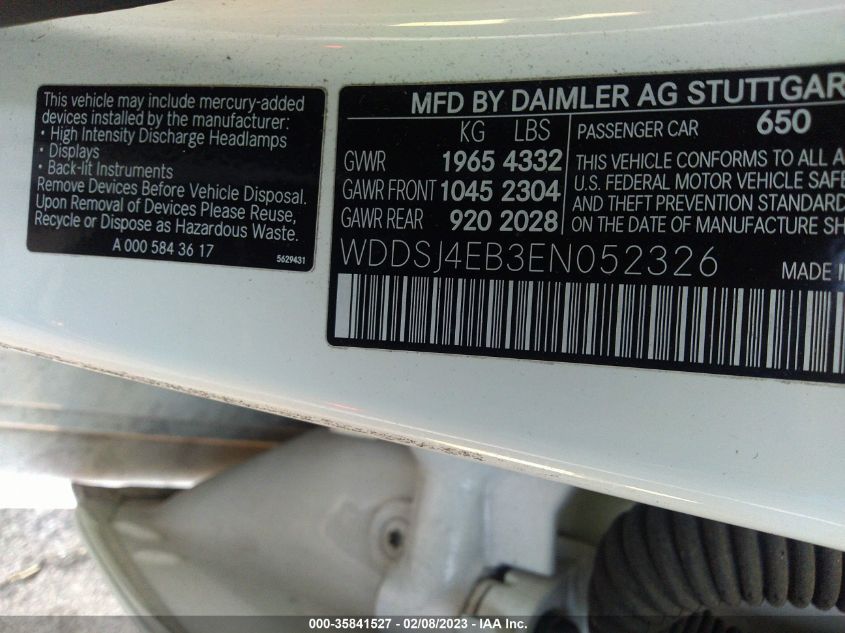 This vehicle may include mercury-added
devices installed by the manufacturer:
• High Intensity Discharge Headlamps
• Displays
• Back-lit Instruments
Remove Devices Before Vehicle Disposal.
Upon Removal of Devices Please Reuse,
Recycle or Dispose as Hazardous Waste.
A 000 584 36 17
5629431
MFD BY DAIMLER AG STUTTGAR
KG LBS
GVWR 1965 4332
GAWR FRONT 1045 2304
GAWR REAR 920 2028
PASSENGER CAR 650
THIS VEHICLE CONFORMS TO ALL A
U.S. FEDERAL MOTOR VEHICLE SAFE
AND THEFT PREVENTION STANDARD
ON THE DATE OF MANUFACTURE SH
WDDSJ4EB3EN052326
MADE IN
000-35841527 - 02/08/2023 - IAA Inc.